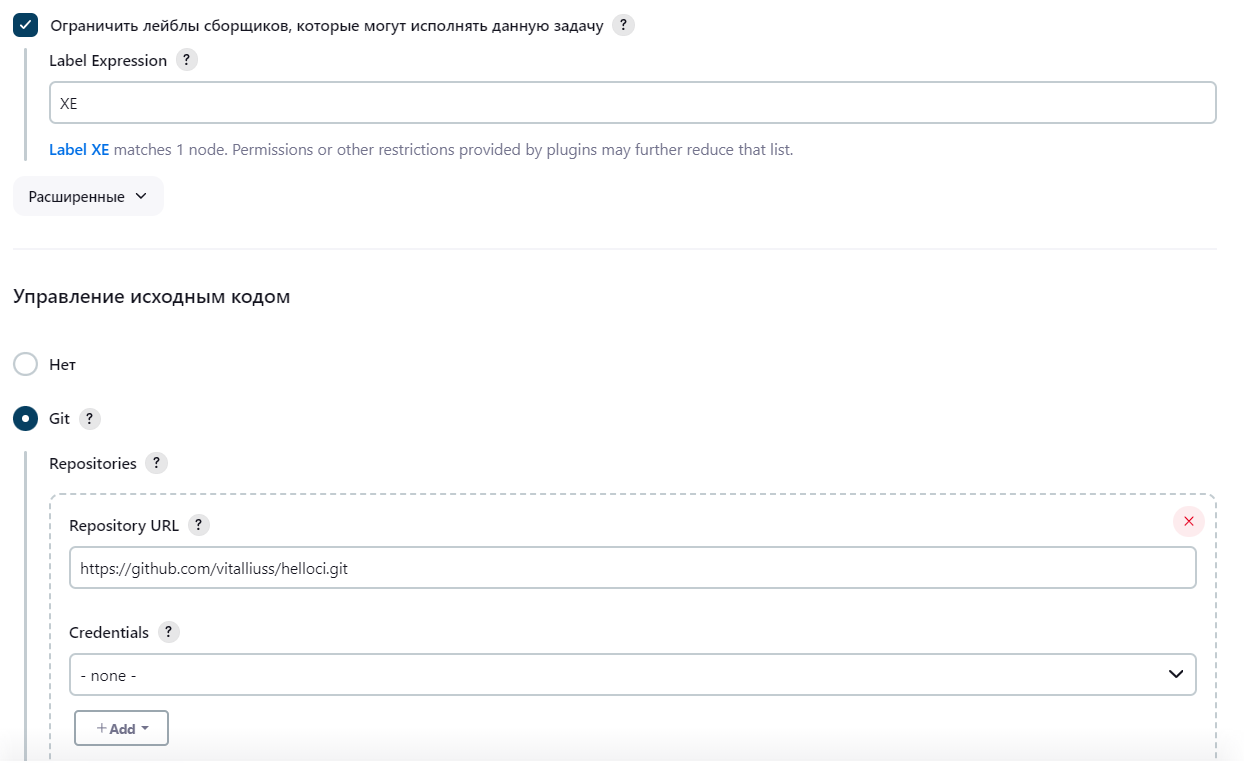 Ограничить лейблы сборщиков, которые могут исполнять данную задачу ?
Label Expression ?
XE
Label XE matches 1 node. Permissions or other restrictions provided by plugins may further reduce that list.
Расширенные
Управление исходным кодом
Нет
Git ?
Repositories ?
Repository URL ?
https://github.com/vitalliuss/helloci.git
Credentials ?
- none -
+ Add